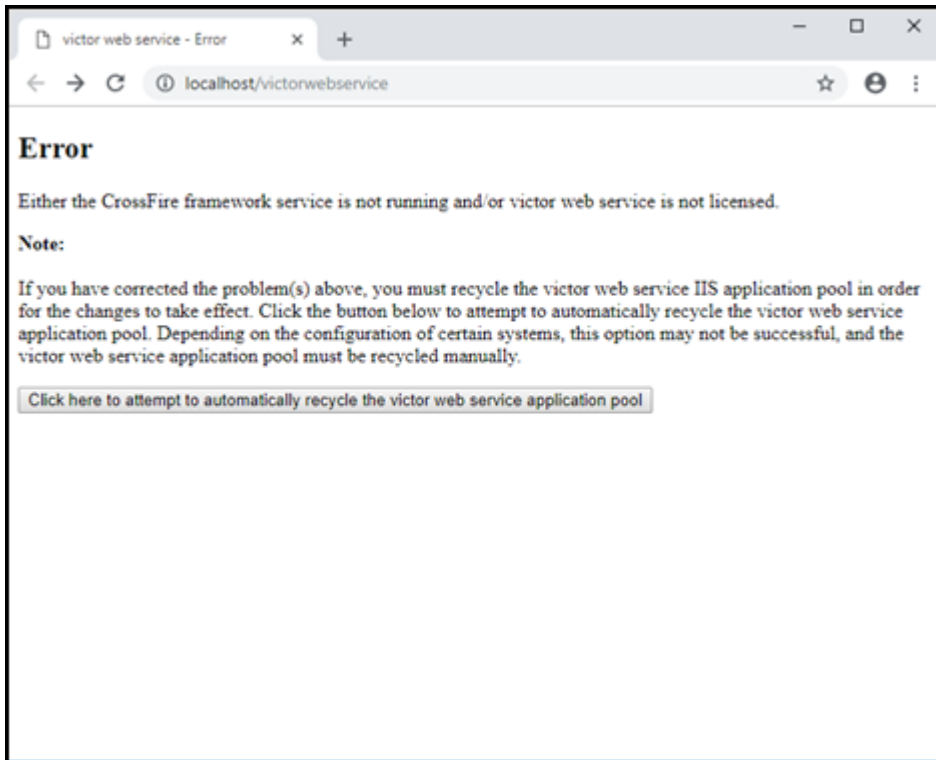 victor web service - Error
localhost/victorwebservice
Error
Either the CrossFire framework service is not running and/or victor web service is not licensed.
Note:
If you have corrected the problem(s) above, you must recycle the victor web service IIS application pool in order
for the changes to take effect. Click the button below to attempt to automatically recycle the victor web service
application pool. Depending on the configuration of certain systems, this option may not be successful, and the
victor web service application pool must be recycled manually.
Click here to attempt to automatically recycle the victor web service application pool